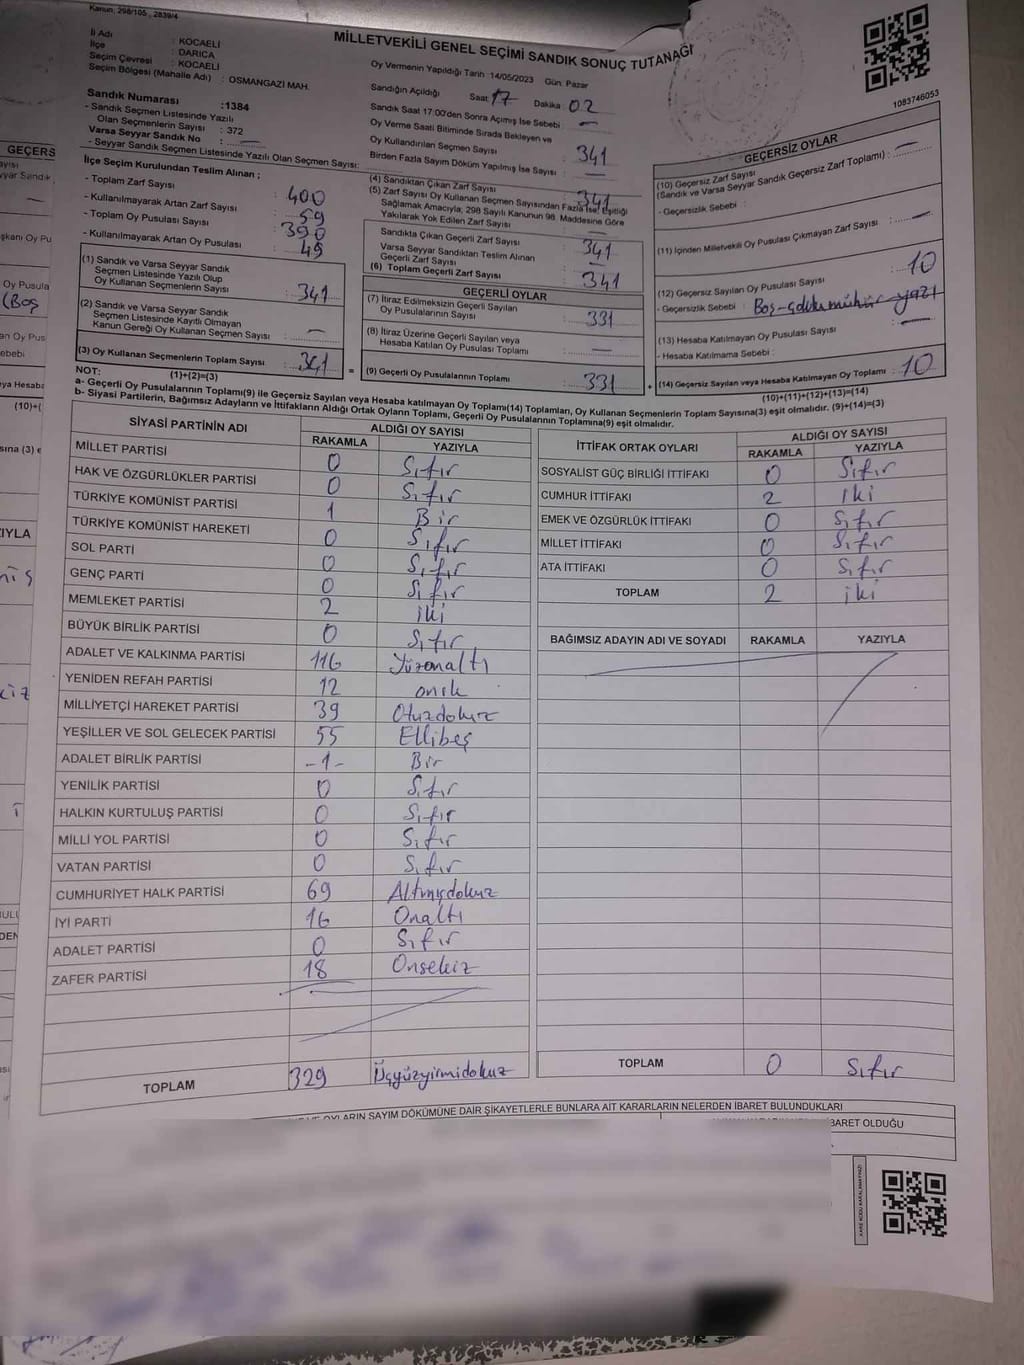 Kanun: 298/105, 2839/4
MİLLETVEKİLİ GENEL SEÇİMİ SANDIK SONUÇ TUTANAĞI
1083746053
İl Adı : KOCAELİ
İlçe : DARICA
Seçim Çevresi : KOCAELİ
Seçim Bölgesi (Mahalle Adı) : OSMANGAZİ MAH.
Sandık Numarası :1384
- Sandık Seçmen Listesinde Yazılı
Olan Seçmenlerin Sayısı : 372
Varsa Seyyar Sandık No : —
- Seyyar Sandık Seçmen Listesinde Yazılı Olan Seçmen Sayısı:
İlçe Seçim Kurulundan Teslim Alınan ;
- Toplam Zarf Sayısı : 400
- Kullanılmayarak Artan Zarf Sayısı : 59
- Toplam Oy Pusulası Sayısı : 390
- Kullanılmayarak Artan Oy Pusulası : 49
(1) Sandık ve Varsa Seyyar Sandık
Seçmen Listesinde Yazılı Olup
Oy Kullanan Seçmenlerin Sayısı : 341
(2) Sandık ve Varsa Seyyar Sandık
Seçmen Listesinde Kayıtlı Olmayan
Kanun Gereği Oy Kullanan Seçmen Sayısı : —
(3) Oy Kullanan Seçmenlerin Toplam Sayısı : 341
(1)+(2)=(3)
Oy Vermenin Yapıldığı Tarih :14/05/2023 Gün: Pazar
Sandığın Açıldığı Saat: 17 Dakika: 02
Sandık Saat 17.00'den Sonra Açılmış İse Sebebi : —
Oy Verme Saati Bitiminde Sırada Bekleyen ve
Oy Kullandırılan Seçmen Sayısı : 341
Birden Fazla Sayım Döküm Yapılmış İse Sayısı : —
(4) Sandıktan Çıkan Zarf Sayısı : 341
(5) Zarf Sayısı Oy Kullanan Seçmen Sayısından Fazla İse, Eşitliği
Sağlamak Amacıyla; 298 Sayılı Kanunun 98. Maddesine Göre
Yakılarak Yok Edilen Zarf Sayısı : —
Sandıkta Çıkan Geçerli Zarf Sayısı : 341
Varsa Seyyar Sandıktan Teslim Alınan
Geçerli Zarf Sayısı : —
(6) Toplam Geçerli Zarf Sayısı : 341
GEÇERLİ OYLAR
(7) İtiraz Edilmeksizin Geçerli Sayılan
Oy Pusulalarının Sayısı : 331
(8) İtiraz Üzerine Geçerli Sayılan veya
Hesaba Katılan Oy Pusulası Toplamı : —
= (9) Geçerli Oy Pusulalarının Toplamı : 331
GEÇERSİZ OYLAR
(10) Geçersiz Zarf Sayısı
(Sandık ve Varsa Seyyar Sandık Geçersiz Zarf Toplamı) : —
- Geçersizlik Sebebi :
(11) İçinden Milletvekili Oy Pusulası Çıkmayan Zarf Sayısı : —
(12) Geçersiz Sayılan Oy Pusulası Sayısı : 10
- Geçersizlik Sebebi : Boş- mühür-yazı
(13) Hesaba Katılmayan Oy Pusulası Sayısı : —
- Hesaba Katılmama Sebebi :
+ (14) Geçersiz Sayılan veya Hesaba Katılmayan Oy Toplamı : 10
(10)+(11)+(12)+(13)=(14)
NOT:
a- Geçerli Oy Pusulalarının Toplamı(9) ile Geçersiz Sayılan veya Hesaba katılmayan Oy Toplamı(14) Toplamları, Oy Kullanan Seçmenlerin Toplam Sayısına(3) eşit olmalıdır. (9)+(14)=(3)
b- Siyasi Partilerin, Bağımsız Adayların ve İttifakların Aldığı Ortak Oyların Toplamı, Geçerli Oy Pusulalarının Toplamına(9) eşit olmalıdır.
SİYASİ PARTİNİN ADI ALDIĞI OY SAYISI
RAKAMLA YAZIYLA
MİLLET PARTİSİ 0 Sıfır
HAK VE ÖZGÜRLÜKLER PARTİSİ 0 Sıfır
TÜRKİYE KOMÜNİST PARTİSİ 1 Bir
TÜRKİYE KOMÜNİST HAREKETİ 0 Sıfır
SOL PARTİ 0 Sıfır
GENÇ PARTİ 0 Sıfır
MEMLEKET PARTİSİ 2 iki
BÜYÜK BİRLİK PARTİSİ 0 Sıfır
ADALET VE KALKINMA PARTİSİ 116 Yüzonaltı
YENİDEN REFAH PARTİSİ 12 onik
MİLLİYETÇİ HAREKET PARTİSİ 39 Otuzdokuz
YEŞİLLER VE SOL GELECEK PARTİSİ 55 Ellibeş
ADALET BİRLİK PARTİSİ -1- Bir
YENİLİK PARTİSİ 0 Sıfır
HALKIN KURTULUŞ PARTİSİ 0 Sıfır
MİLLİ YOL PARTİSİ 0 Sıfır
VATAN PARTİSİ 0 Sıfır
CUMHURİYET HALK PARTİSİ 69 Altmışdokuz
İYİ PARTİ 16 Onaltı
ADALET PARTİSİ 0 Sıfır
ZAFER PARTİSİ 18 Onsekiz
TOPLAM 329 Üçyüzyirmidokuz
İTTİFAK ORTAK OYLARI ALDIĞI OY SAYISI
RAKAMLA YAZIYLA
SOSYALİST GÜÇ BİRLİĞİ İTTİFAKI 0 Sıfır
CUMHUR İTTİFAKI 2 iki
EMEK VE ÖZGÜRLÜK İTTİFAKI 0 Sıfır
MİLLET İTTİFAKI 0 Sıfır
ATA İTTİFAKI 0 Sıfır
TOPLAM 2 iki
BAĞIMSIZ ADAYIN ADI VE SOYADI RAKAMLA YAZIYLA
TOPLAM 0 Sıfır
OYLARIN SAYIM DÖKÜMÜNE DAİR ŞİKAYETLERLE BUNLARA AİT KARARLARIN NELERDEN İBARET BULUNDUKLARI
İBARET OLDUĞU